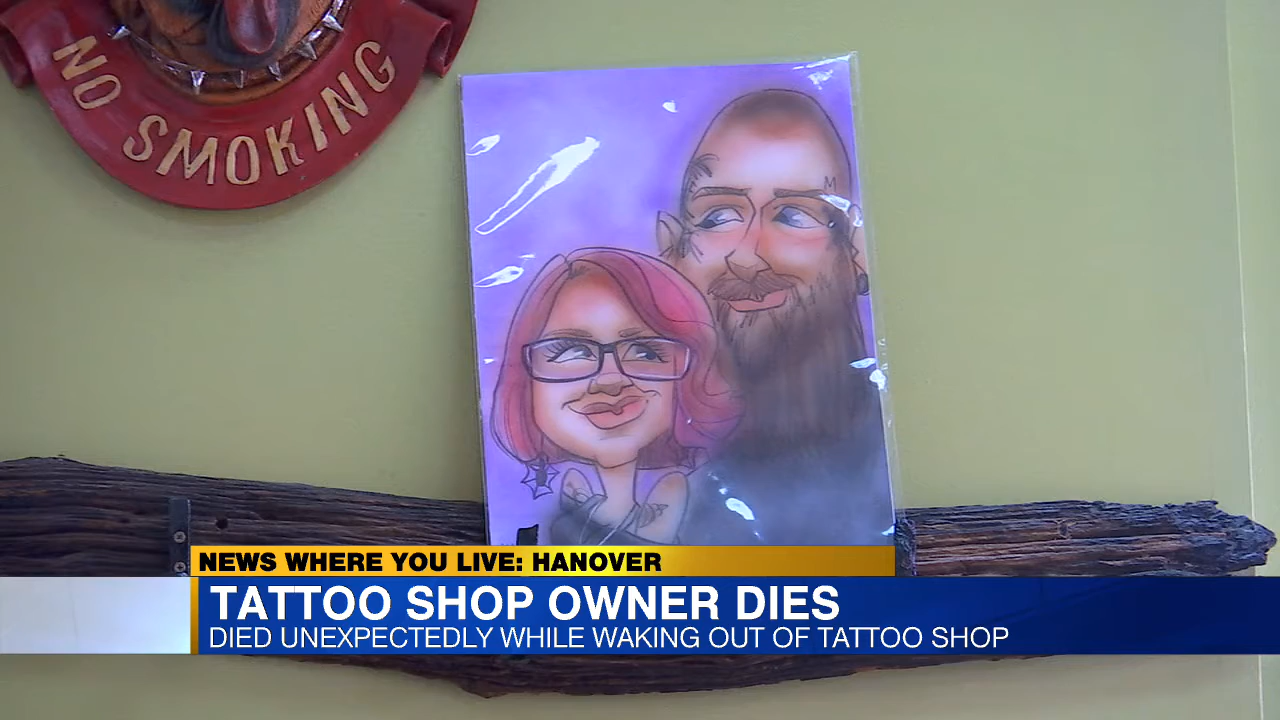 NO SMOKING
NEWS WHERE YOU LIVE: HANOVER
TATTOO SHOP OWNER DIES
DIED UNEXPECTEDLY WHILE WAKING OUT OF TATTOO SHOP